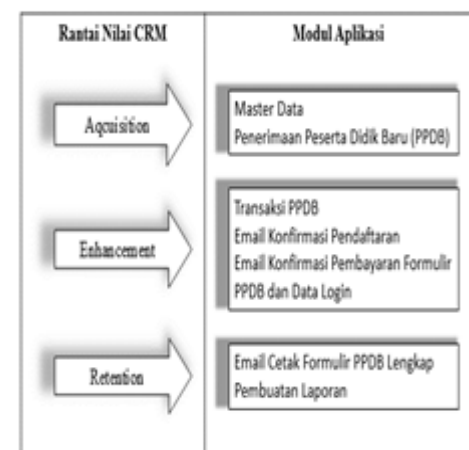 Rantai Nilai CRM
Modul Aplikasi
Aqcuisition
Master Data
Penerimaan Peserta Didik Baru (PPDB)
Enhancement
Transaksi PPDB
Email Konfirmasi Pendaftaran
Email Konfirmasi Pembayaran Formulir
PPDB dan Data Login
Retention
Email Cetak Formulir PPDB Lengkap
Pembuatan Laporan